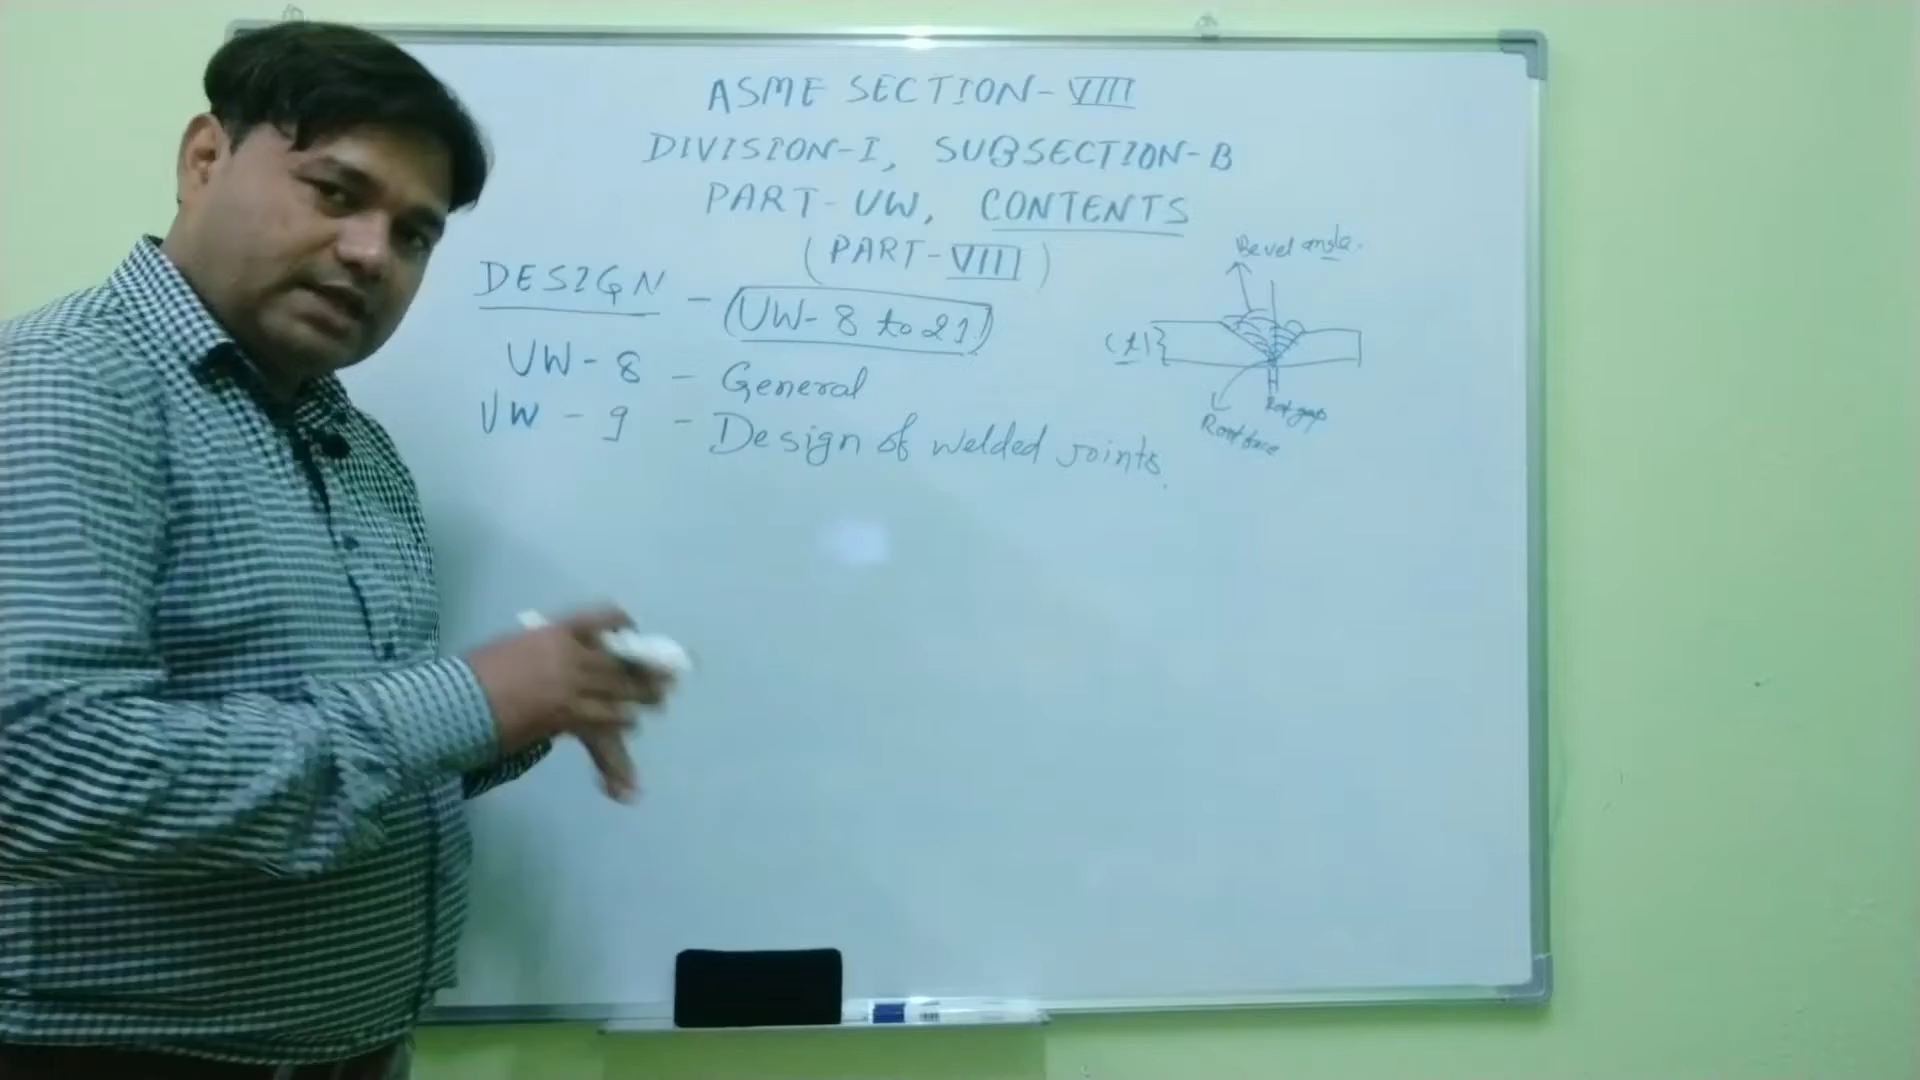 ASME SECTION-VIII
DIVISION-I, SUBSECTION-B
PART-UW, CONTENTS
(PART-VIII)
DESIGN - (UW-8 to 21)
UW-8 - General
UW-9 - Design of welded joints.
Bevel angle.
(t)
Root gap
Root face